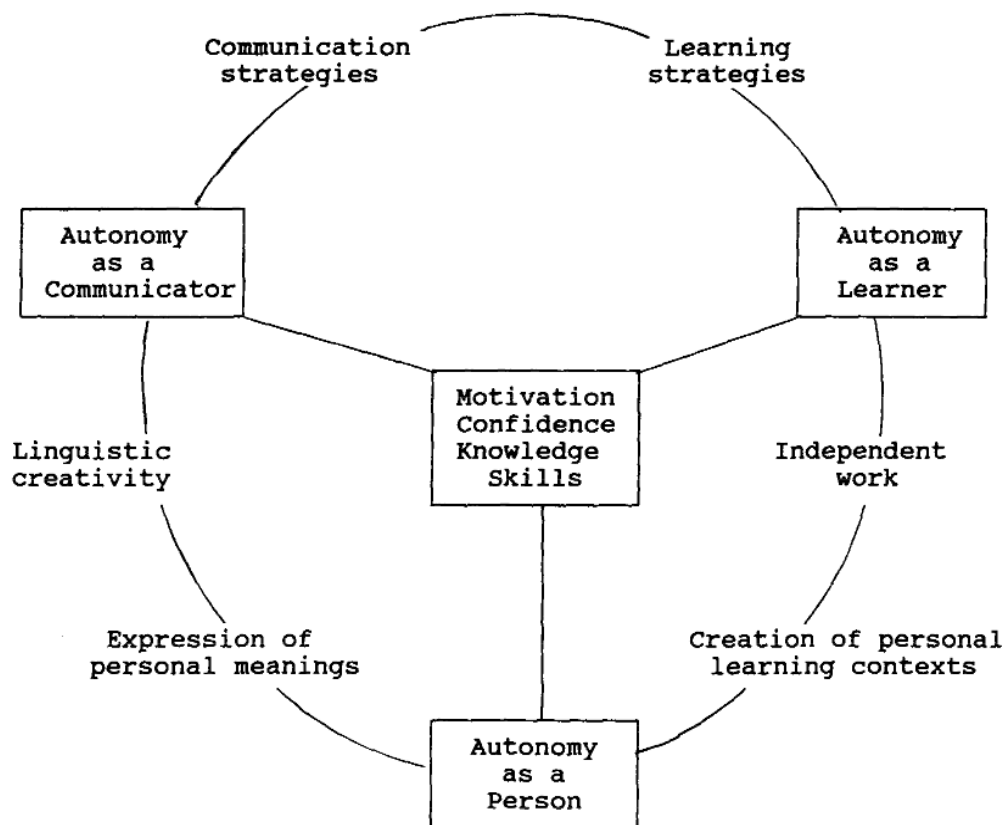 Communication
strategies
Learning
strategies
Autonomy
as a
Communicator
Autonomy
as a
Learner
Motivation
Confidence
Knowledge
Skills
Linguistic
creativity
Independent
work
Expression of
personal meanings
Creation of personal
learning contexts
Autonomy
as a
Person